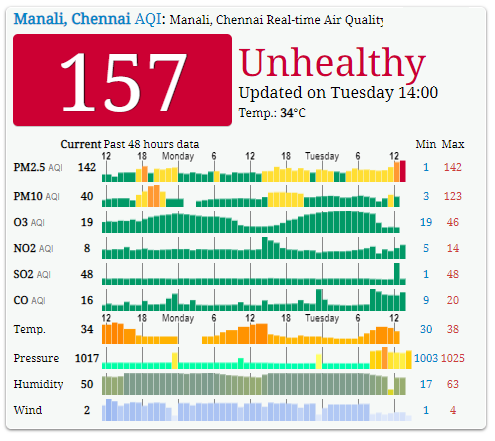 Manali, Chennai AQI: Manali, Chennai Real-time Air Quality
157
Unhealthy
Updated on Tuesday 14:00
Temp.: 34°C
Current Past 48 hours data Min Max
12 18 Monday 6 12 18 Tuesday 6 12
PM2.5 AQI 142 1 142
PM10 AQI 40 3 123
O3 AQI 19 19 46
NO2 AQI 8 5 14
SO2 AQI 48 1 48
CO AQI 16 9 20
12 18 Monday 6 12 18 Tuesday 6 12
Temp. 34 30 38
Pressure 1017 1003 1025
Humidity 50 17 63
Wind 2 1 4